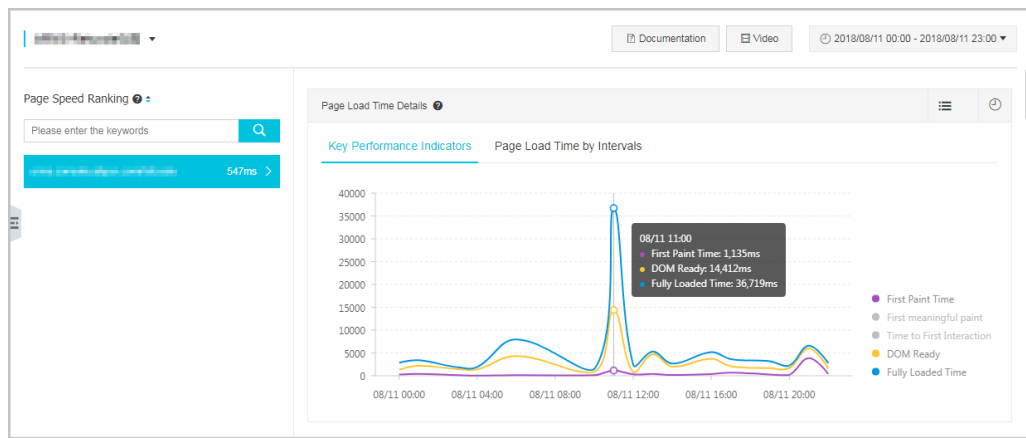 Documentation
Video
2018/08/11 00:00 - 2018/08/11 23:00
Page Speed Ranking
Please enter the keywords
547ms
Page Load Time Details
Key Performance Indicators
Page Load Time by Intervals
40000
35000
30000
25000
20000
15000
10000
5000
0
08/11 11:00
First Paint Time: 1,135ms
DOM Ready: 14,412ms
Fully Loaded Time: 36,719ms
08/11 00:00
08/11 04:00
08/11 08:00
08/11 12:00
08/11 16:00
08/11 20:00
First Paint Time
First meaningful paint
Time to First Interaction
DOM Ready
Fully Loaded Time